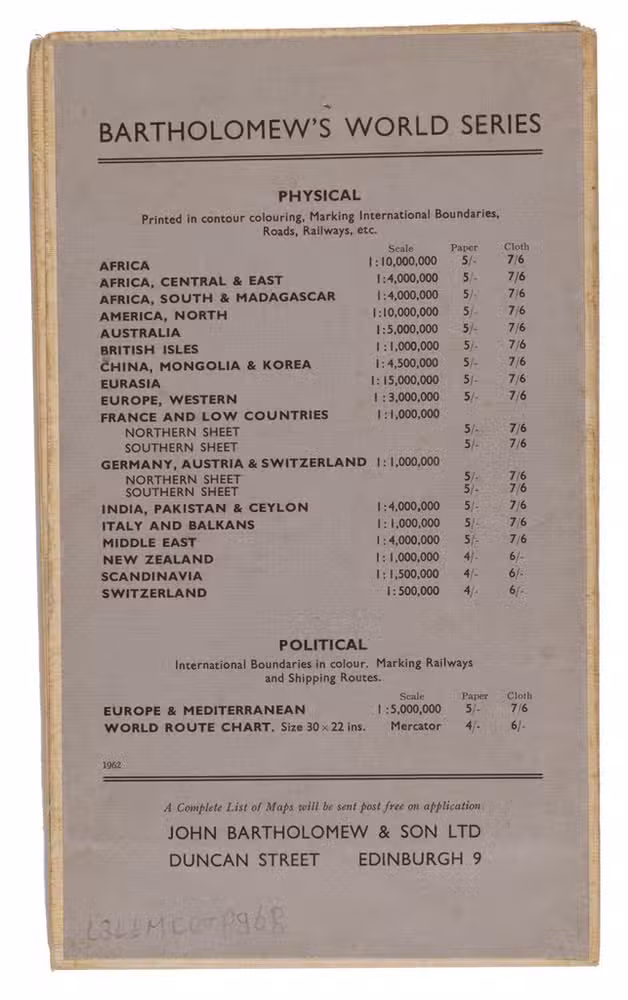 BARTHOLOMEW'S WORLD SERIES
PHYSICAL
Printed in contour colouring, Marking International Boundaries,
Roads, Railways, etc.
Scale Paper Cloth
AFRICA 1:10,000,000 5/- 7/6
AFRICA, CENTRAL & EAST 1:4,000,000 5/- 7/6
AFRICA, SOUTH & MADAGASCAR 1:4,000,000 5/- 7/6
AMERICA, NORTH 1:10,000,000 5/- 7/6
AUSTRALIA 1:5,000,000 5/- 7/6
BRITISH ISLES 1:1,000,000 5/- 7/6
CHINA, MONGOLIA & KOREA 1:4,500,000 5/- 7/6
EURASIA 1:15,000,000 5/- 7/6
EUROPE, WESTERN 1:3,000,000 5/- 7/6
FRANCE AND LOW COUNTRIES 1:1,000,000
NORTHERN SHEET 5/- 7/6
SOUTHERN SHEET 5/- 7/6
GERMANY, AUSTRIA & SWITZERLAND 1:1,000,000
NORTHERN SHEET 5/- 7/6
SOUTHERN SHEET 5/- 7/6
INDIA, PAKISTAN & CEYLON 1:4,000,000 5/- 7/6
ITALY AND BALKANS 1:1,000,000 5/- 7/6
MIDDLE EAST 1:4,000,000 5/- 7/6
NEW ZEALAND 1:1,000,000 4/- 6/-
SCANDINAVIA 1:1,500,000 4/- 6/-
SWITZERLAND 1:500,000 4/- 6/-
POLITICAL
International Boundaries in colour. Marking Railways
and Shipping Routes.
Scale Paper Cloth
EUROPE & MEDITERRANEAN 1:5,000,000 5/- 7/6
WORLD ROUTE CHART. Size 30 × 22 ins. Mercator 4/- 6/-
1962
A Complete List of Maps will be sent post free on application
JOHN BARTHOLOMEW & SON LTD
DUNCAN STREET EDINBURGH 9